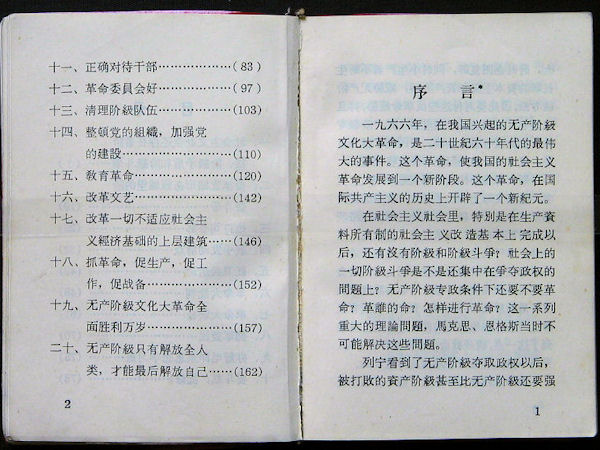 十一、正确对待干部………………(83)
十二、革命委員会好………………(97)
十三、清理阶級队伍………………(103)
十四、整頓党的組織，加强党
的建設……………………(110)
十五、教育革命……………………(120)
十六、改革文艺……………………(142)
十七、改革一切不适应社会主
义經济基础的上层建筑……(146)
十八、抓革命，促生产，促工
作，促战备………………(152)
十九、无产阶級文化大革命全
面胜利万岁………………(157)
二十、无产阶級只有解放全人
类，才能最后解放自己……(162)
2
序言*
一九六六年，在我国兴起的无产阶級
文化大革命，是二十世紀六十年代的最伟
大的事件。这个革命，使我国的社会主义
革命发展到一个新阶段。这个革命，在国
际共产主义的历史上开辟了一个新紀元。
在社会主义社会里，特別是在生产資
料所有制的社会主义改造基本上完成以
后，还有沒有阶級和阶級斗爭？社会上的
一切阶級斗爭是不是还集中在爭夺政权的
問題上？无产阶級专政条件下还要不要革
命？革誰的命？怎样进行革命？这一系列
重大的理論問題，馬克思、恩格斯当时不
可能解决这些問題。
列宁看到了无产阶級夺取政权以后，
被打敗的資产阶級甚至比无产阶級还要强
1